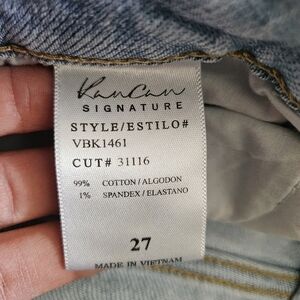 KanCan
SIGNATURE
STYLE/ESTILO#
VBK1461
CUT# 31116
99% COTTON / ALGODON
1% SPANDEX / ELASTANO
27
MADE IN VIETNAM